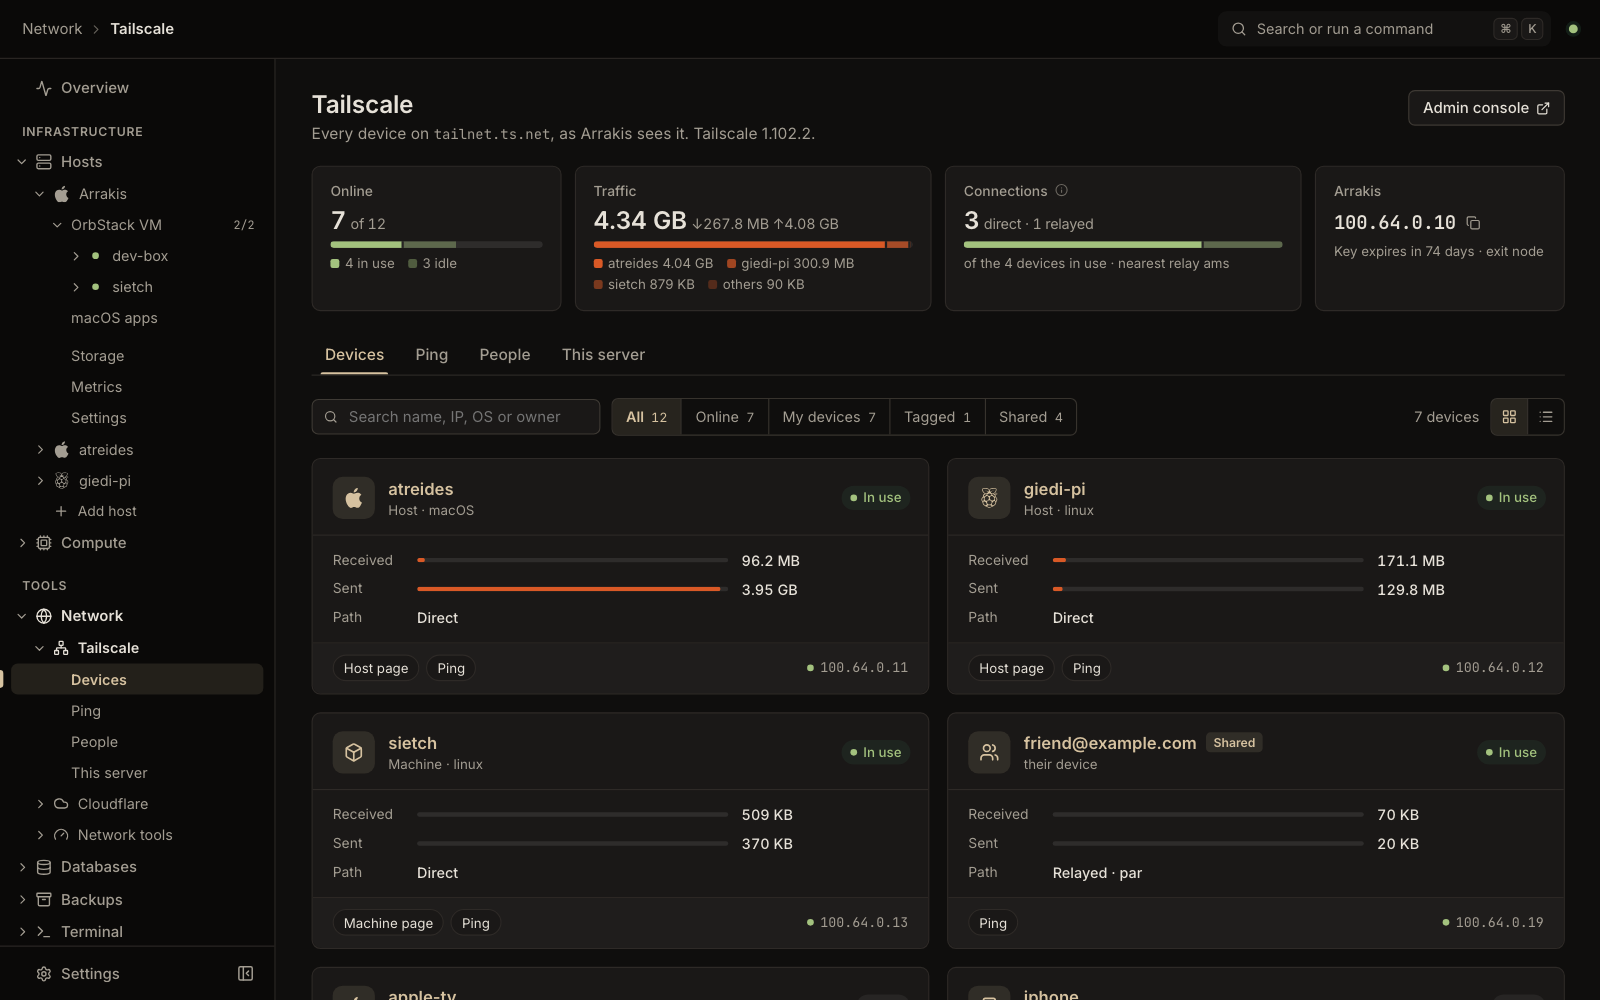 Network > Tailscale
Search or run a command ⌘ K
Overview
INFRASTRUCTURE
Hosts
Arrakis
OrbStack VM 2/2
dev-box
sietch
macOS apps
Storage
Metrics
Settings
atreides
giedi-pi
+ Add host
Compute
TOOLS
Network
Tailscale
Devices
Ping
People
This server
Cloudflare
Network tools
Databases
Backups
Terminal
Settings
Tailscale
Admin console
Every device on tailnet.ts.net, as Arrakis sees it. Tailscale 1.102.2.
Online
7 of 12
4 in use 3 idle
Traffic
4.34 GB ↓267.8 MB ↑4.08 GB
atreides 4.04 GB giedi-pi 300.9 MB
sietch 879 KB others 90 KB
Connections
3 direct · 1 relayed
of the 4 devices in use · nearest relay ams
Arrakis
100.64.0.10
Key expires in 74 days · exit node
Devices Ping People This server
Search name, IP, OS or owner
All 12 Online 7 My devices 7 Tagged 1 Shared 4
7 devices
atreides
Host · macOS
In use
Received 96.2 MB
Sent 3.95 GB
Path Direct
Host page Ping 100.64.0.11
giedi-pi
Host · linux
In use
Received 171.1 MB
Sent 129.8 MB
Path Direct
Host page Ping 100.64.0.12
sietch
Machine · linux
In use
Received 509 KB
Sent 370 KB
Path Direct
Machine page Ping 100.64.0.13
friend@example.com Shared
their device
In use
Received 70 KB
Sent 20 KB
Path Relayed · par
Ping 100.64.0.19
apple-tv
iphone